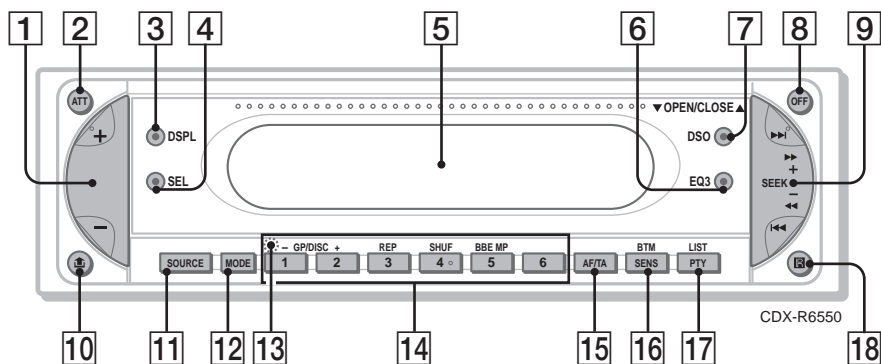 1 2 3 4 5 6 7 8 9
ATT OFF
▼OPEN/CLOSE▲
+ DSPL DSO
SEL EQ3 SEEK + −
−
− GP/DISC + REP SHUF BBE MP BTM LIST
SOURCE MODE 1 2 3 4 5 6 AF/TA SENS PTY R
CDX-R6550
10 11 12 13 14 15 16 17 18